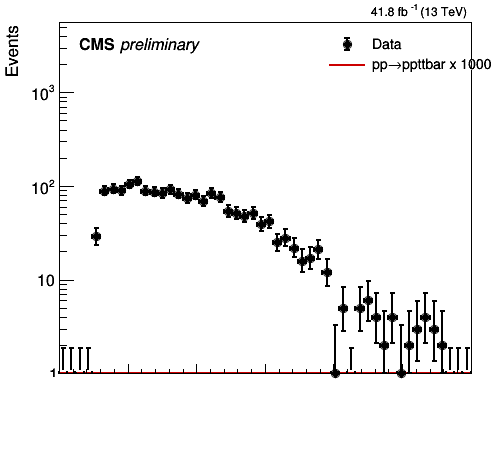 41.8 fb⁻¹ (13 TeV)
Events
CMS preliminary
Data
pp→ppttbar x 1000
10³
10²
10
1